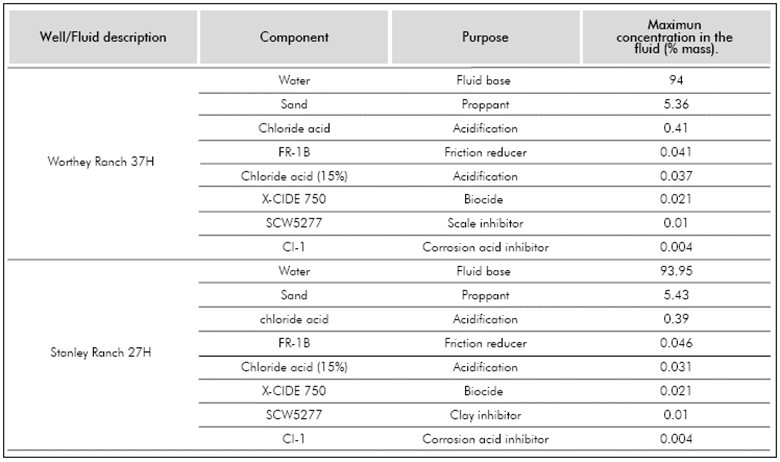 Well/Fluid description Component Purpose Maximun concentration in the fluid (% mass).
Worthey Ranch 37H
Water Fluid base 94
Sand Proppant 5.36
Chloride acid Acidification 0.41
FR-1B Friction reducer 0.041
Chloride acid (15%) Acidification 0.037
X-CIDE 750 Biocide 0.021
SCW5277 Scale inhibitor 0.01
CI-1 Corrosion acid inhibitor 0.004
Stanley Ranch 27H
Water Fluid base 93.95
Sand Proppant 5.43
chloride acid Acidification 0.39
FR-1B Friction reducer 0.046
Chloride acid (15%) Acidification 0.031
X-CIDE 750 Biocide 0.021
SCW5277 Clay inhibitor 0.01
CI-1 Corrosion acid inhibitor 0.004